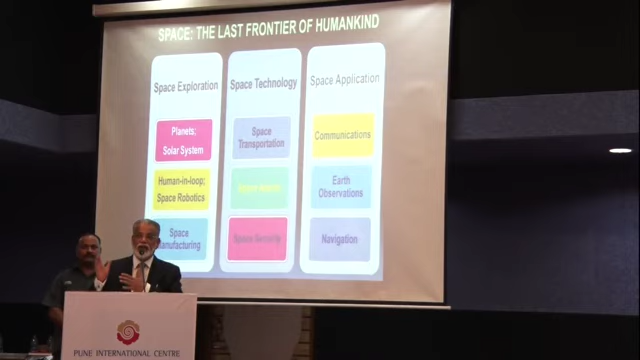 SPACE: THE LAST FRONTIER OF HUMANKIND
Space Exploration
Planets;
Solar System
Human-in-loop;
Space Robotics
Space
Manufacturing
Space Technology
Space
Transportation
Space Security
Space Application
Communications
Earth
Observations
Navigation
PUNE INTERNATIONAL CENTRE